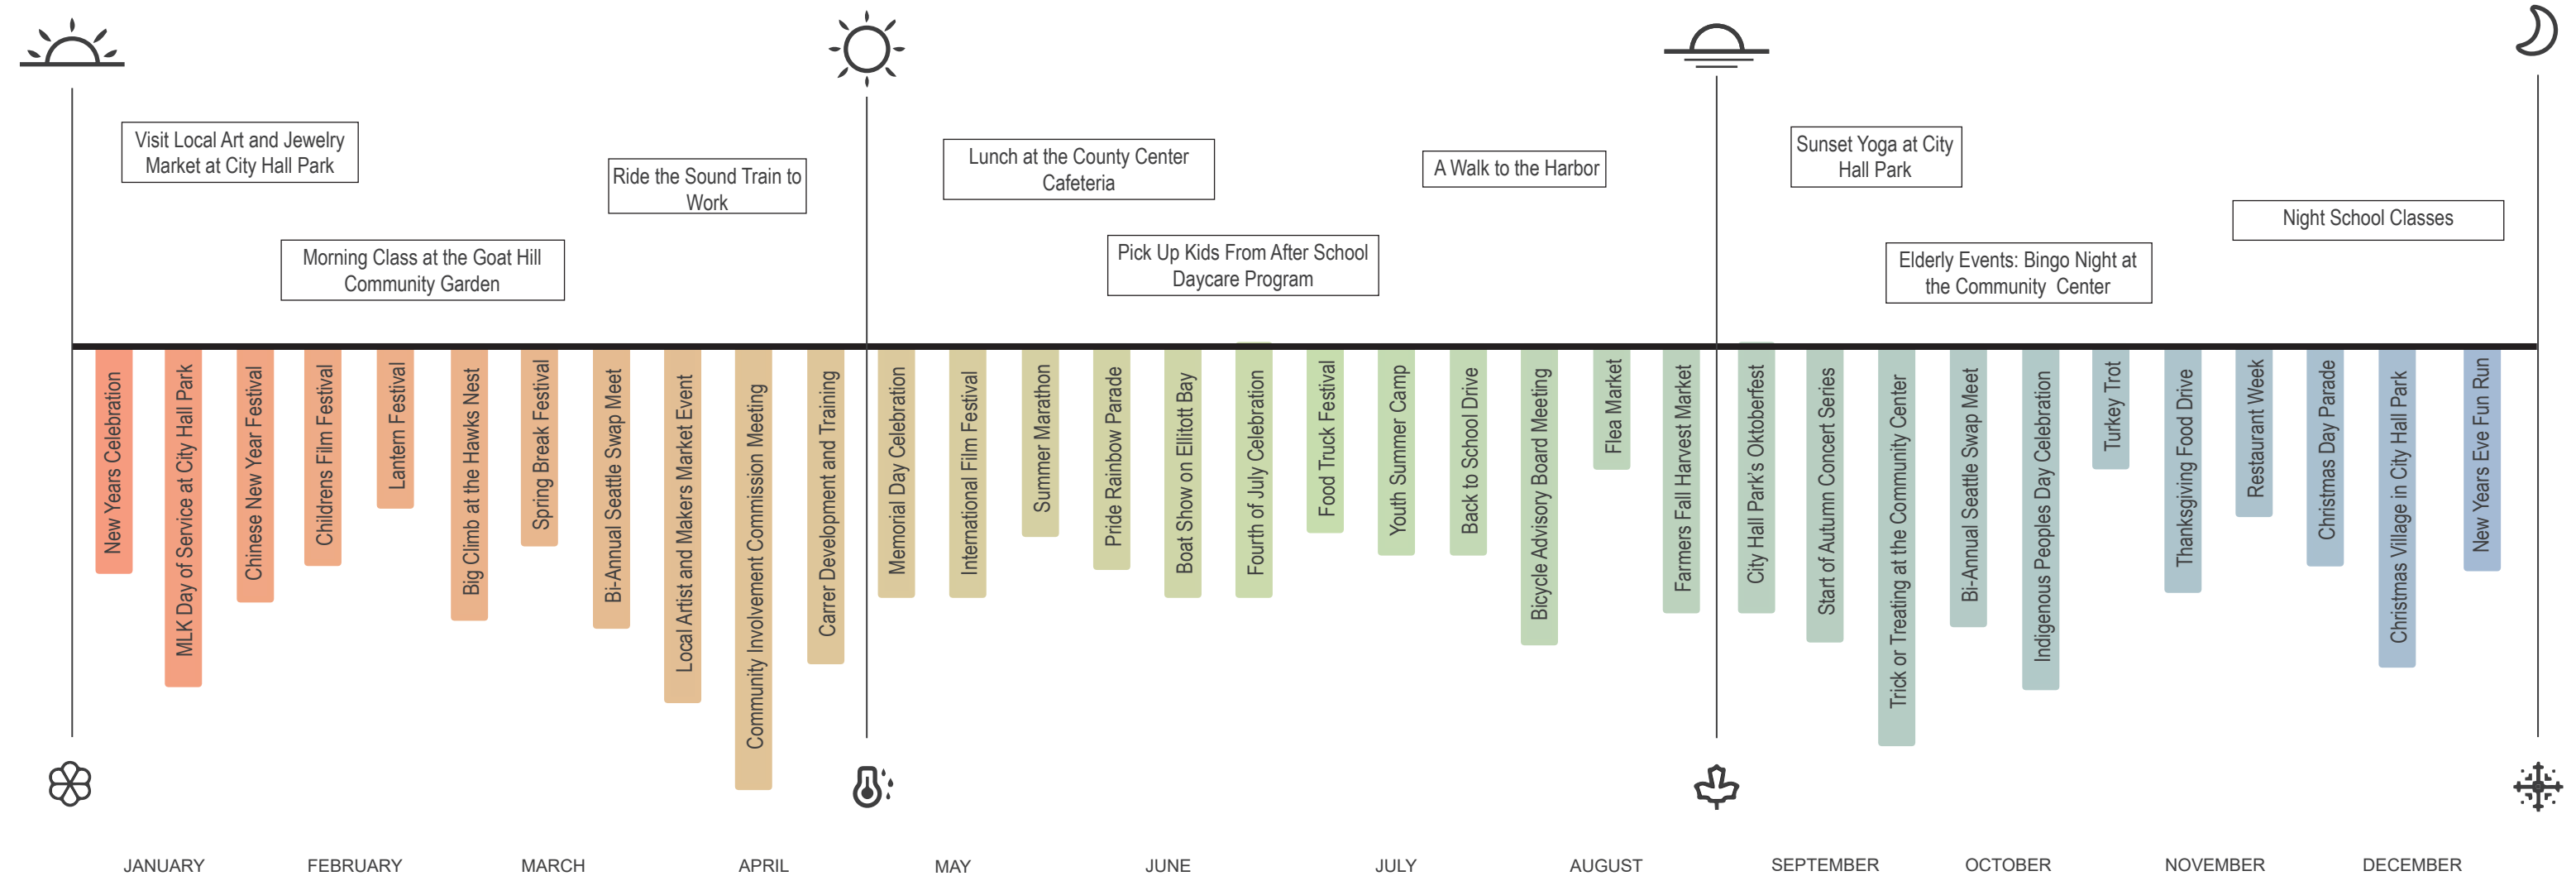 Visit Local Art and Jewelry
Market at City Hall Park
Morning Class at the Goat Hill
Community Garden
Ride the Sound Train to
Work
Lunch at the County Center
Cafeteria
Pick Up Kids From After School
Daycare Program
A Walk to the Harbor
Sunset Yoga at City
Hall Park
Elderly Events: Bingo Night at
the Community Center
Night School Classes
New Years Celebration
MLK Day of Service at City Hall Park
Chinese New Year Festival
Childrens Film Festival
Lantern Festival
Big Climb at the Hawks Nest
Spring Break Festival
Bi-Annual Seattle Swap Meet
Local Artist and Makers Market Event
Community Involvement Commission Meeting
Carrer Development and Training
Memorial Day Celebration
International Film Festival
Summer Marathon
Pride Rainbow Parade
Boat Show on Ellitott Bay
Fourth of July Celebration
Food Truck Festival
Youth Summer Camp
Back to School Drive
Bicycle Advisory Board Meeting
Flea Market
Farmers Fall Harvest Market
City Hall Park's Oktoberfest
Start of Autumn Concert Series
Trick or Treating at the Community Center
Bi-Annual Seattle Swap Meet
Indigenous Peoples Day Celebration
Turkey Trot
Thanksgiving Food Drive
Restaurant Week
Christmas Day Parade
Christmas Village in City Hall Park
New Years Eve Fun Run
JANUARY
FEBRUARY
MARCH
APRIL
MAY
JUNE
JULY
AUGUST
SEPTEMBER
OCTOBER
NOVEMBER
DECEMBER